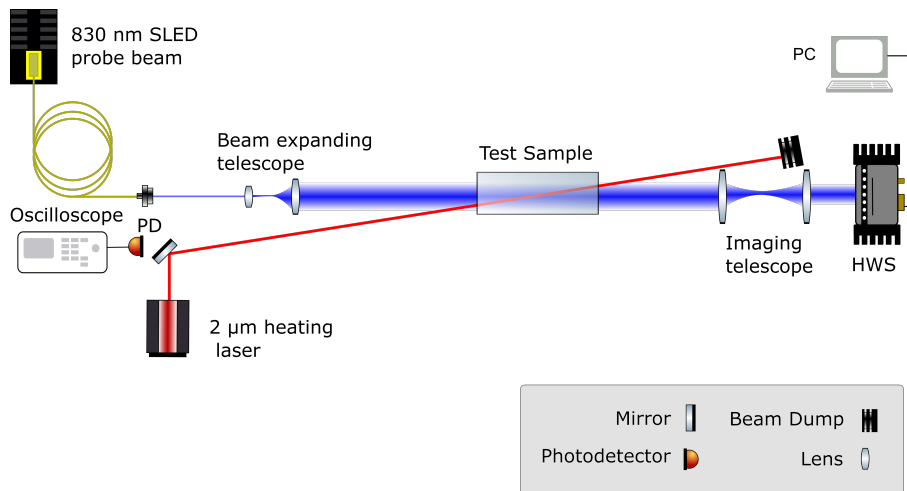 830 nm SLED
probe beam
PC
Beam expanding
telescope
Test Sample
Oscilloscope
PD
Imaging
telescope
HWS
2 µm heating
laser
Mirror
Beam Dump
Photodetector
Lens